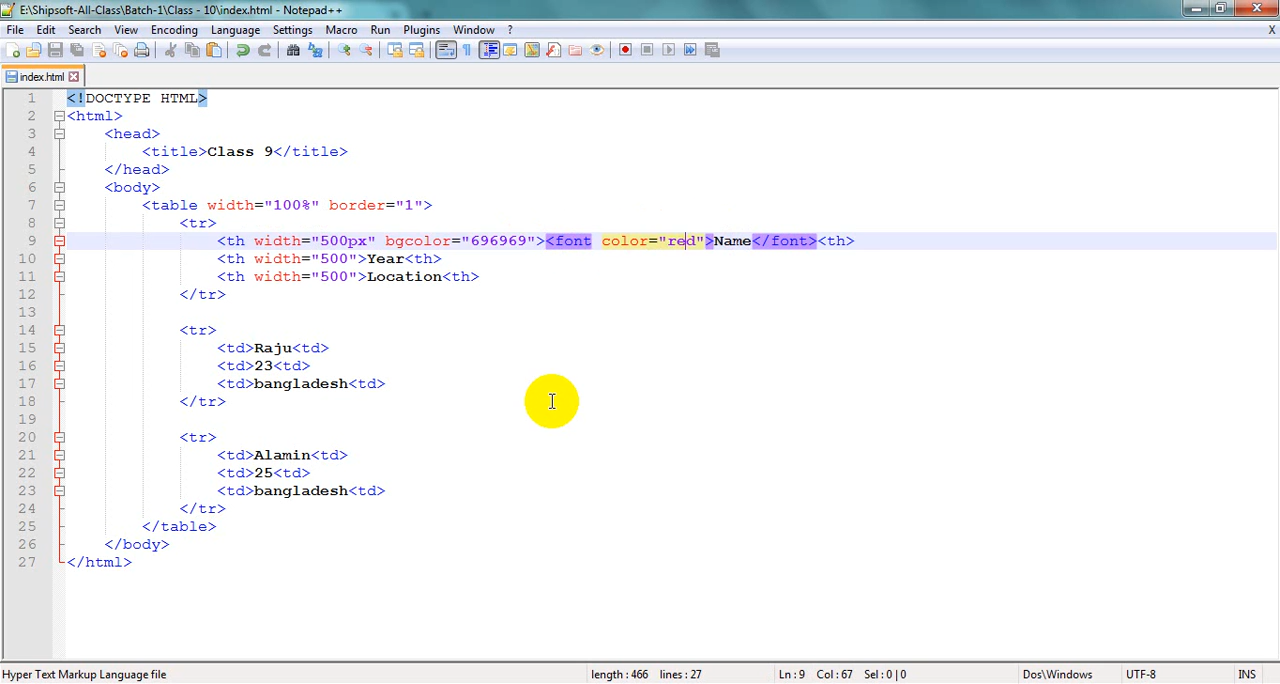 E:\Shipsoft-All-Class\Batch-1\Class - 10\index.html - Notepad++
File Edit Search View Encoding Language Settings Macro Run Plugins Window ? X
index.html
1 <!DOCTYPE HTML>
2 <html>
3 <head>
4 <title>Class 9</title>
5 </head>
6 <body>
7 <table width="100%" border="1">
8 <tr>
9 <th width="500px" bgcolor="696969"><font color="red">Name</font><th>
10 <th width="500">Year<th>
11 <th width="500">Location<th>
12 </tr>
13
14 <tr>
15 <td>Raju<td>
16 <td>23<td>
17 <td>bangladesh<td>
18 </tr>
19
20 <tr>
21 <td>Alamin<td>
22 <td>25<td>
23 <td>bangladesh<td>
24 </tr>
25 </table>
26 </body>
27 </html>
Hyper Text Markup Language file length : 466 lines : 27 Ln : 9 Col : 67 Sel : 0 | 0 Dos\Windows UTF-8 INS